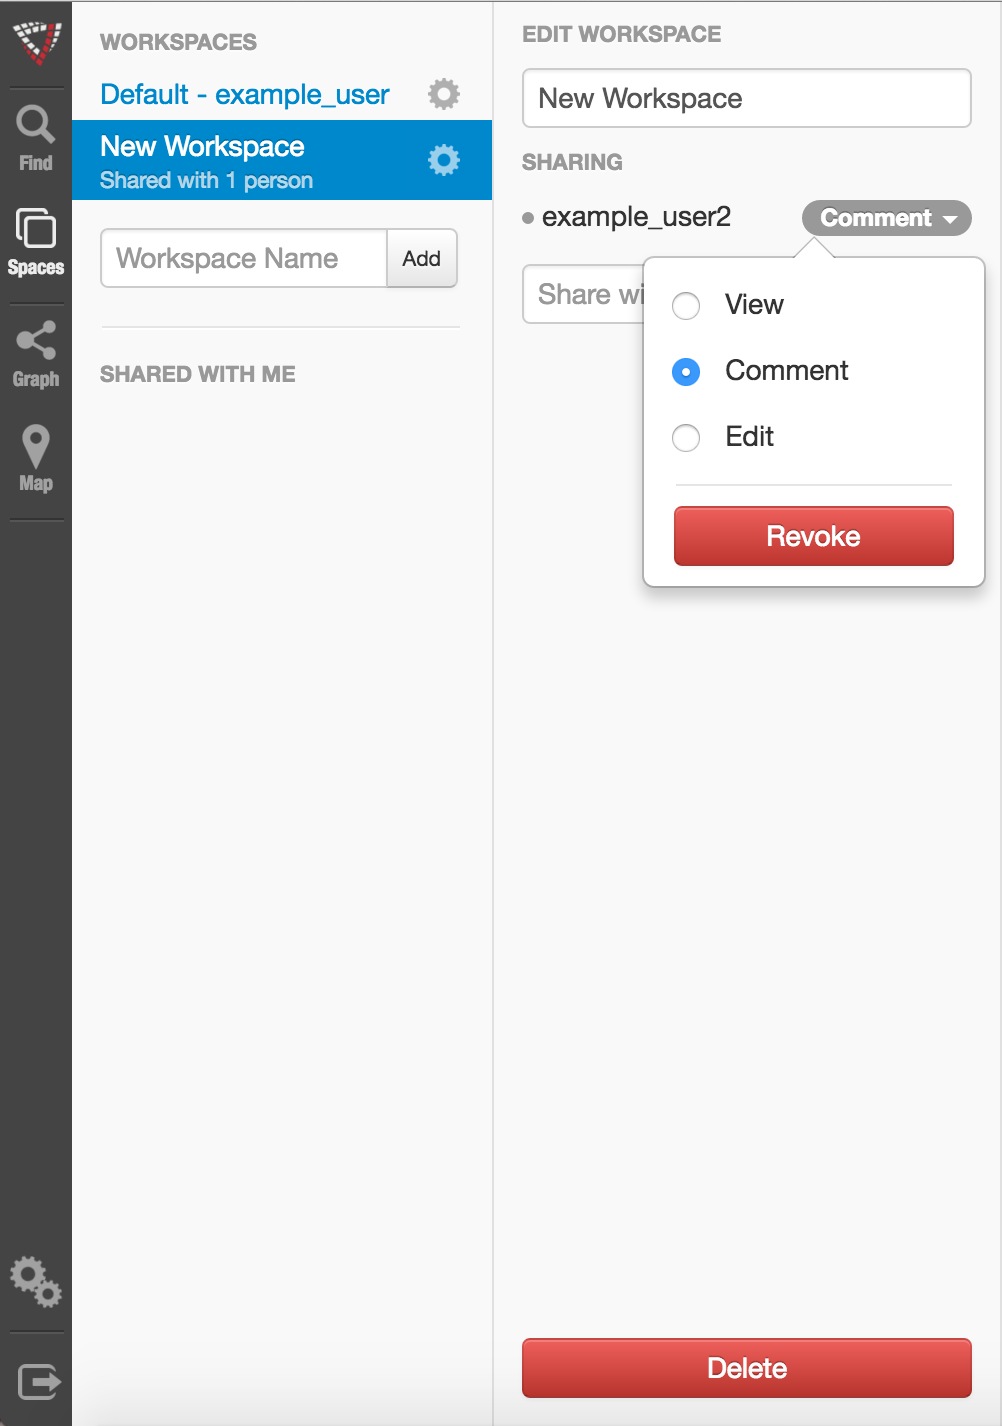 Find
Spaces
Graph
Map
WORKSPACES
Default - example_user
New Workspace
Shared with 1 person
Workspace Name
Add
SHARED WITH ME
EDIT WORKSPACE
New Workspace
SHARING
example_user2
Comment
Share
View
Comment
Edit
Revoke
Delete